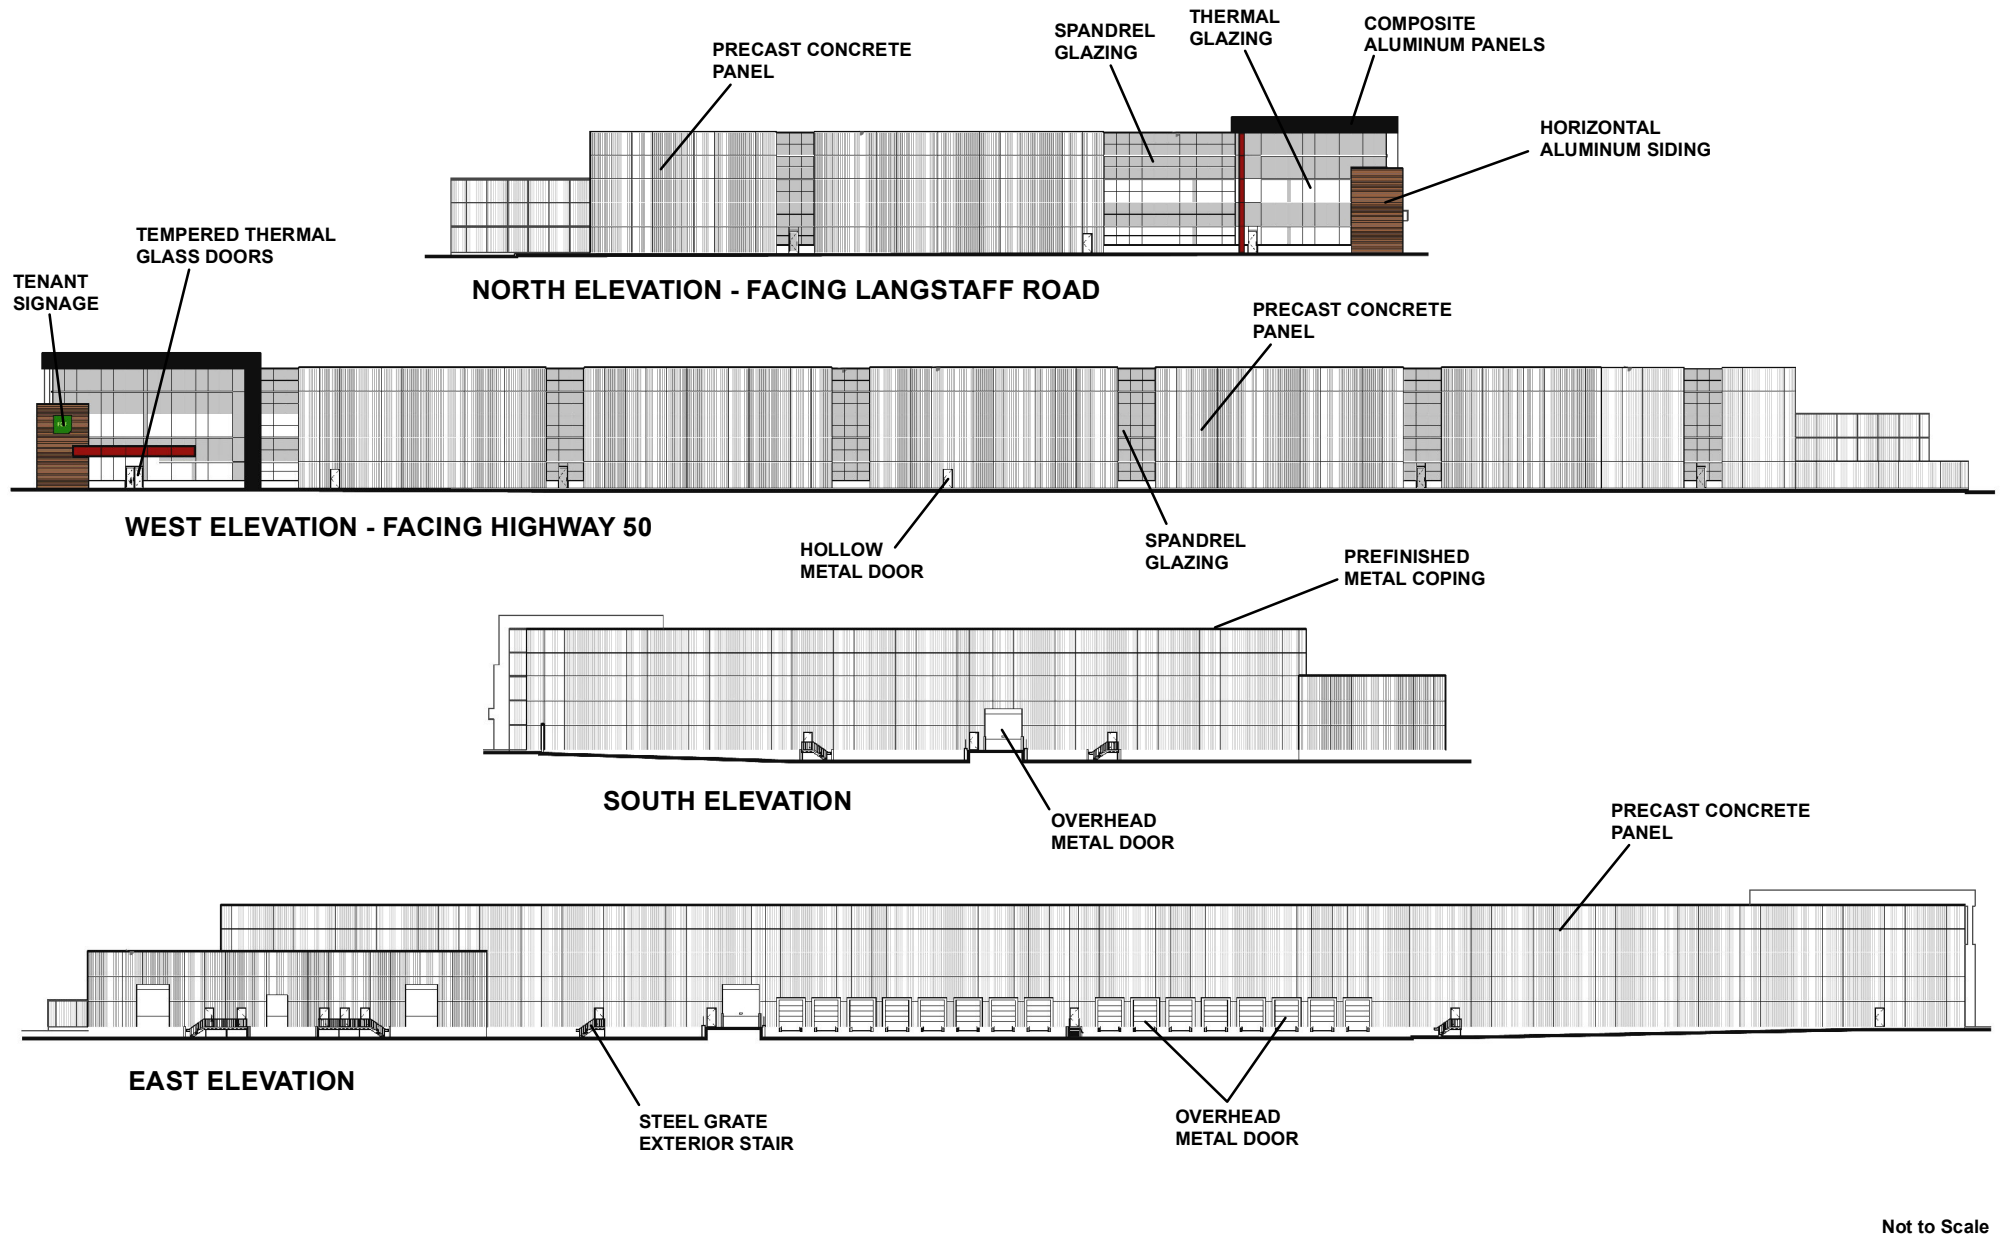 PRECAST CONCRETE
PANEL
SPANDREL
GLAZING
THERMAL
GLAZING
COMPOSITE
ALUMINUM PANELS
HORIZONTAL
ALUMINUM SIDING
NORTH ELEVATION - FACING LANGSTAFF ROAD
TENANT
SIGNAGE
TEMPERED THERMAL
GLASS DOORS
PRECAST CONCRETE
PANEL
WEST ELEVATION - FACING HIGHWAY 50
HOLLOW
METAL DOOR
SPANDREL
GLAZING
PREFINISHED
METAL COPING
SOUTH ELEVATION
OVERHEAD
METAL DOOR
PRECAST CONCRETE
PANEL
EAST ELEVATION
STEEL GRATE
EXTERIOR STAIR
OVERHEAD
METAL DOOR
Not to Scale